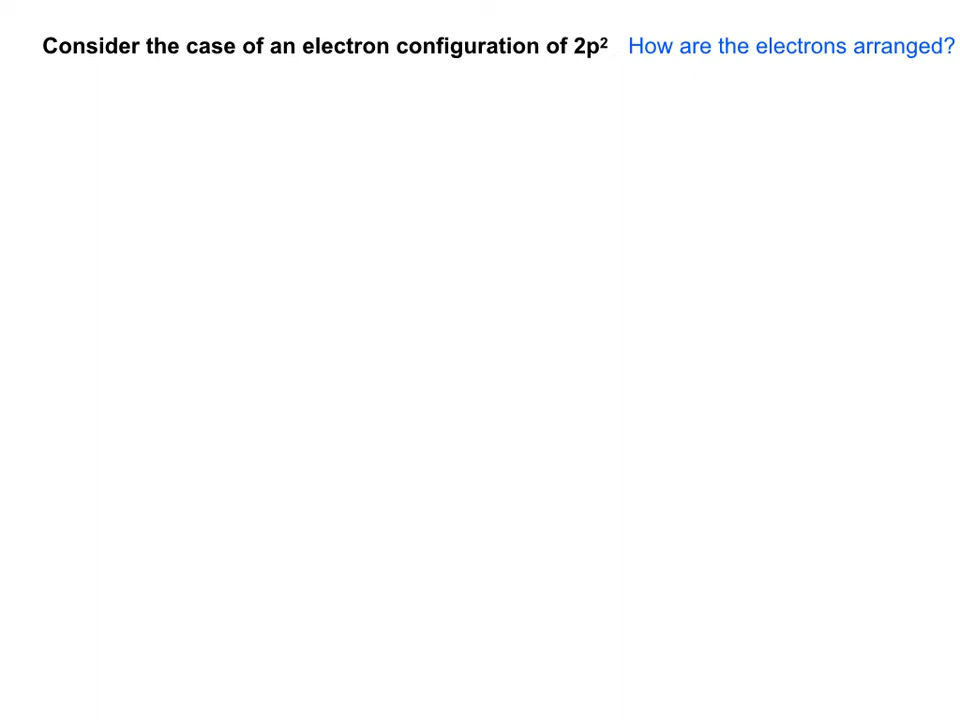 Consider the case of an electron configuration of 2p² How are the electrons arranged?